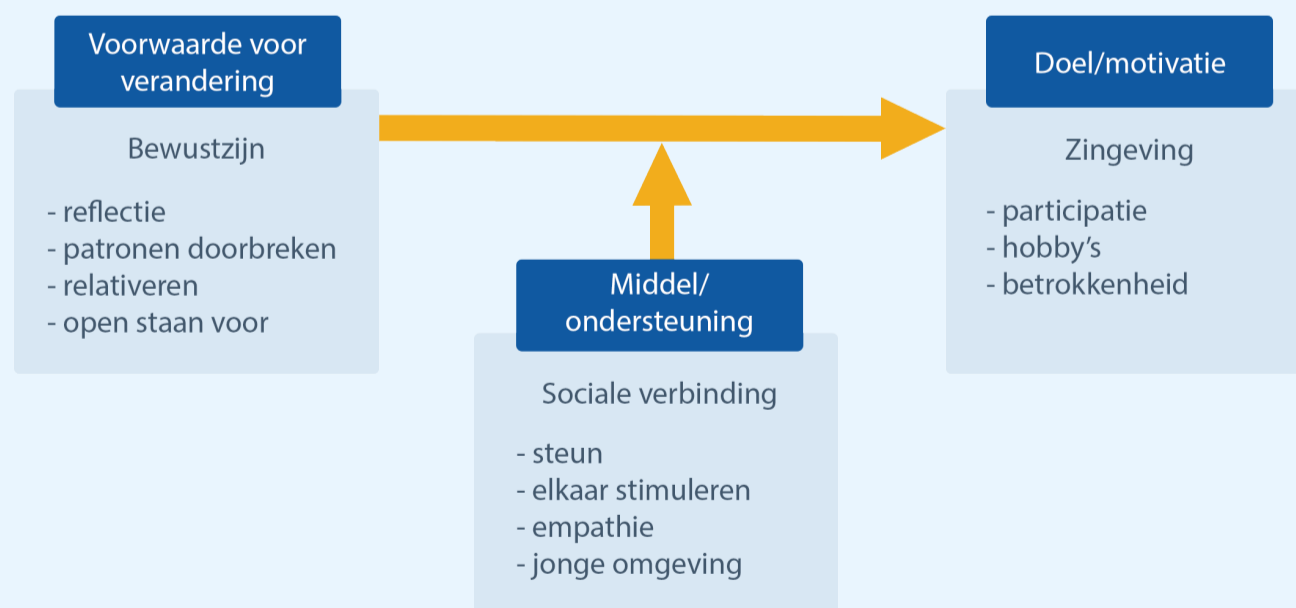 Voorwaarde voor
verandering
Bewustzijn
- reflectie
- patronen doorbreken
- relativeren
- open staan voor
Middel/
ondersteuning
Sociale verbinding
- steun
- elkaar stimuleren
- empathie
- jonge omgeving
Doel/motivatie
Zingeving
- participatie
- hobby’s
- betrokkenheid